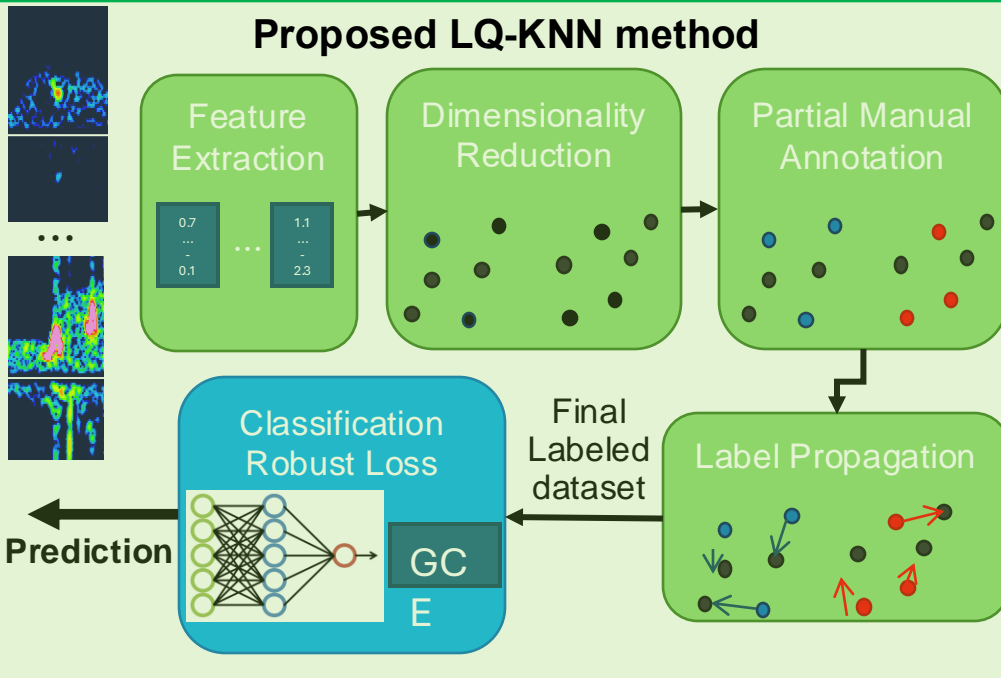 Proposed LQ-KNN method
Feature
Extraction
0.7
...
-
0.1
...
1.1
...
-
2.3
Dimensionality
Reduction
Partial Manual
Annotation
...
Label Propagation
Final
Labeled
dataset
Classification
Robust Loss
GC
E
Prediction